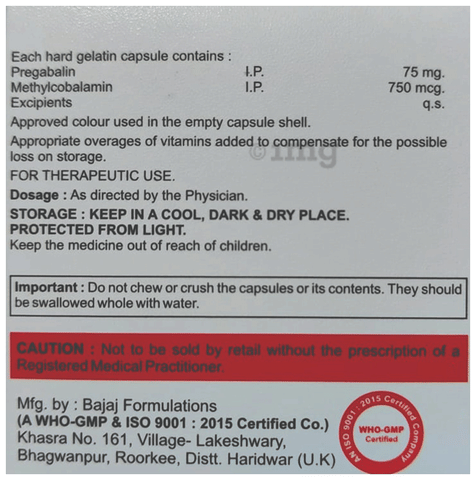 Each hard gelatin capsule contains :
Pregabalin I.P. 75 mg.
Methylcobalamin I.P. 750 mcg.
Excipients q.s.
Approved colour used in the empty capsule shell.
Appropriate overages of vitamins added to compensate for the possible
loss on storage.
FOR THERAPEUTIC USE.
Dosage : As directed by the Physician.
STORAGE : KEEP IN A COOL, DARK & DRY PLACE.
PROTECTED FROM LIGHT.
Keep the medicine out of reach of children.
Important : Do not chew or crush the capsules or its contents. They should
be swallowed whole with water.
CAUTION : Not to be sold by retail without the prescription of a
Registered Medical Practitioner.
Mfg. by : Bajaj Formulations
(A WHO-GMP & ISO 9001 : 2015 Certified Co.)
Khasra No. 161, Village- Lakeshwary,
Bhagwanpur, Roorkee, Distt. Haridwar (U.K)
AN ISO 9001 : 2015 Certified Company
WHO-GMP
Certified
©1mg